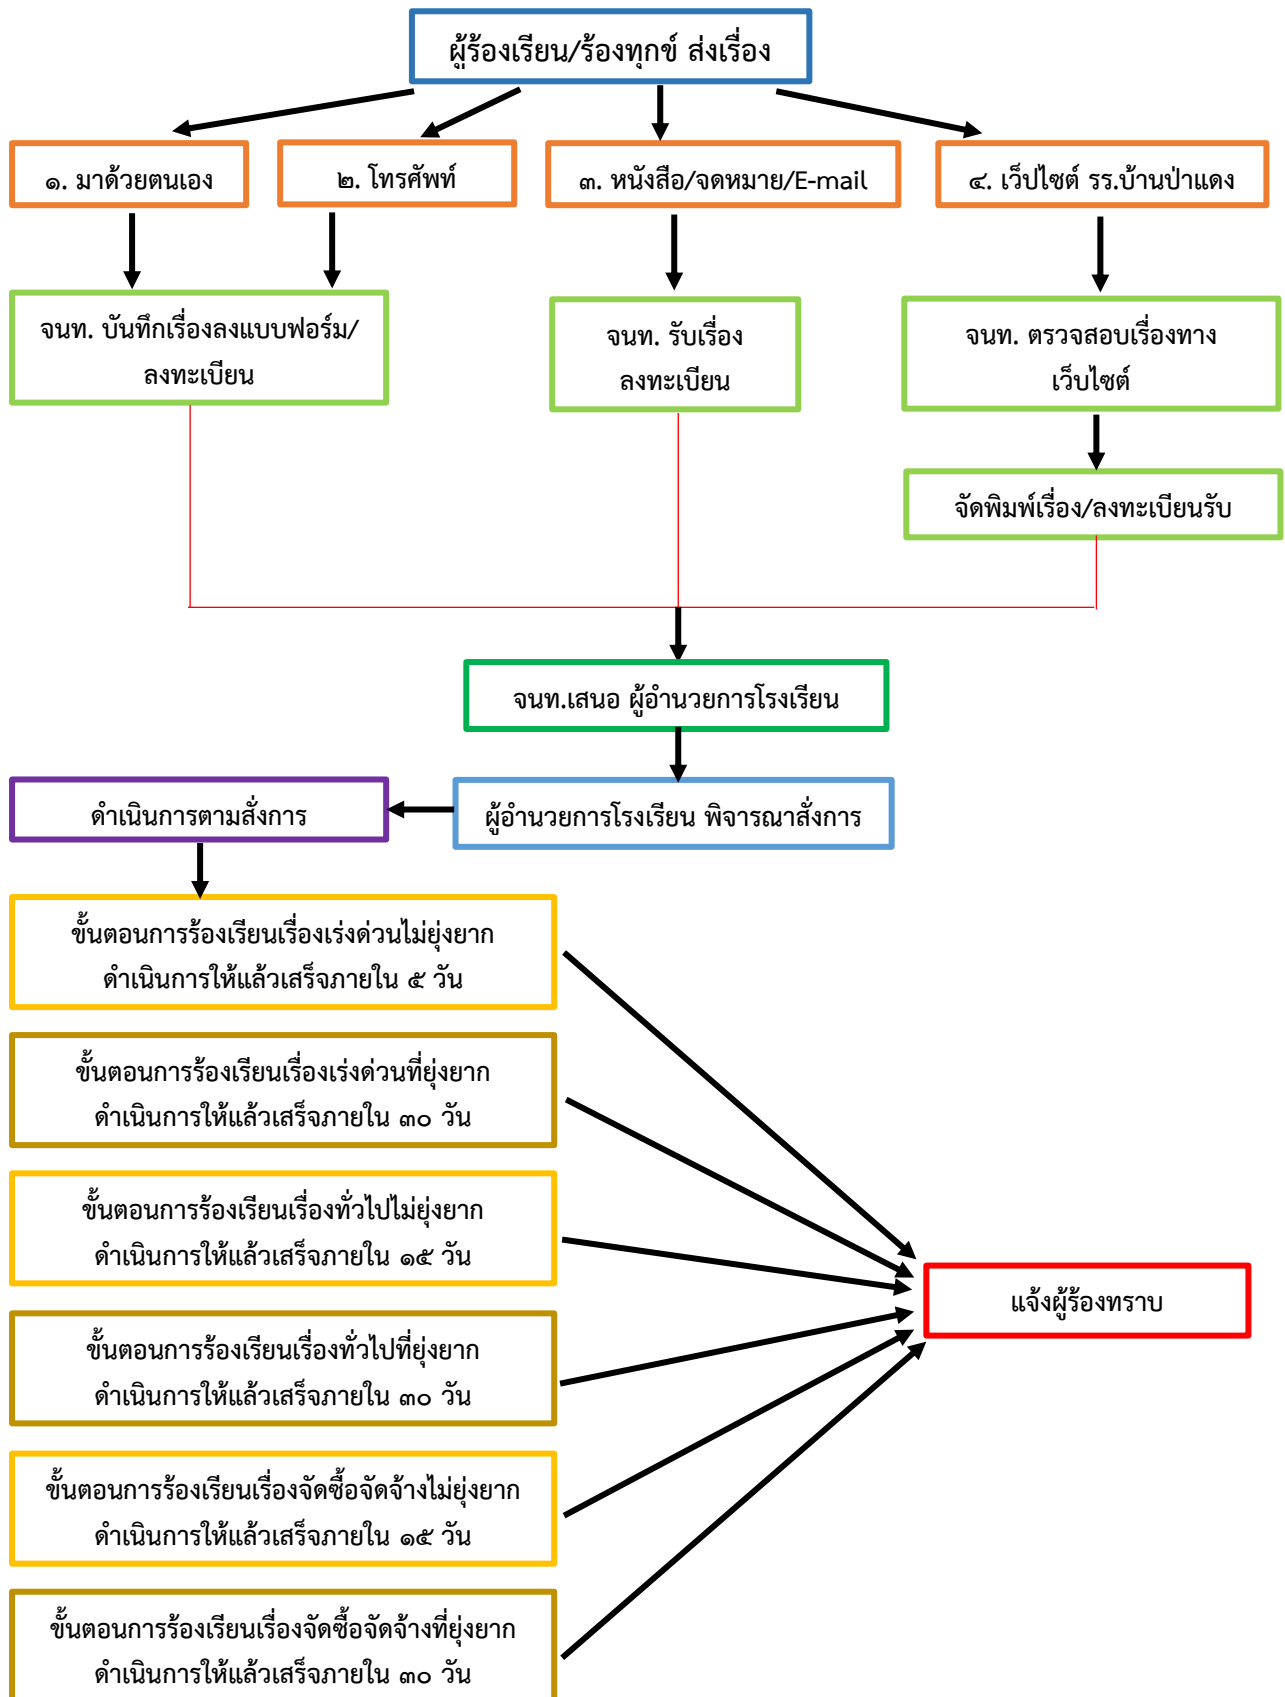 ผู้ร้องเรียน/ร้องทุกข์ ส่งเรื่อง
๑. มาด้วยตนเอง
๒. โทรศัพท์
๓. หนังสือ/จดหมาย/E-mail
๔. เว็ปไซต์ รร.บ้านป่าแดง
จนท. บันทึกเรื่องลงแบบฟอร์ม/
ลงทะเบียน
จนท. รับเรื่อง
ลงทะเบียน
จนท. ตรวจสอบเรื่องทาง
เว็บไซต์
จัดพิมพ์เรื่อง/ลงทะเบียนรับ
จนท.เสนอ ผู้อำนวยการโรงเรียน
ดำเนินการตามสั่งการ
ผู้อำนวยการโรงเรียน พิจารณาสั่งการ
ขั้นตอนการร้องเรียนเรื่องเร่งด่วนไม่ยุ่งยาก
ดำเนินการให้แล้วเสร็จภายใน ๕ วัน
ขั้นตอนการร้องเรียนเรื่องเร่งด่วนที่ยุ่งยาก
ดำเนินการให้แล้วเสร็จภายใน ๓๐ วัน
ขั้นตอนการร้องเรียนเรื่องทั่วไปไม่ยุ่งยาก
ดำเนินการให้แล้วเสร็จภายใน ๑๕ วัน
แจ้งผู้ร้องทราบ
ขั้นตอนการร้องเรียนเรื่องทั่วไปที่ยุ่งยาก
ดำเนินการให้แล้วเสร็จภายใน ๓๐ วัน
ขั้นตอนการร้องเรียนเรื่องจัดซื้อจัดจ้างไม่ยุ่งยาก
ดำเนินการให้แล้วเสร็จภายใน ๑๕ วัน
ขั้นตอนการร้องเรียนเรื่องจัดซื้อจัดจ้างที่ยุ่งยาก
ดำเนินการให้แล้วเสร็จภายใน ๓๐ วัน